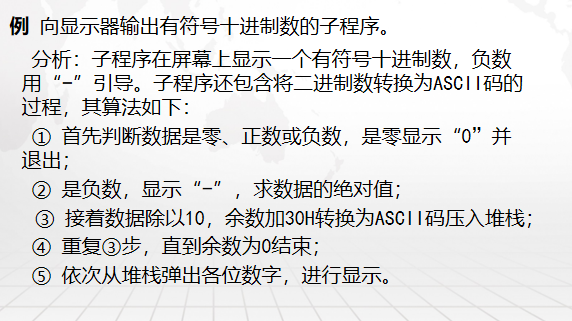 例 向显示器输出有符号十进制数的子程序。
分析：子程序在屏幕上显示一个有符号十进制数，负数
用“-”引导。子程序还包含将二进制数转换为ASCII码的
过程，其算法如下：
① 首先判断数据是零、正数或负数，是零显示“0”并
退出；
② 是负数，显示“-”，求数据的绝对值；
③ 接着数据除以10，余数加30H转换为ASCII码压入堆栈；
④ 重复③步，直到余数为0结束；
⑤ 依次从堆栈弹出各位数字，进行显示。